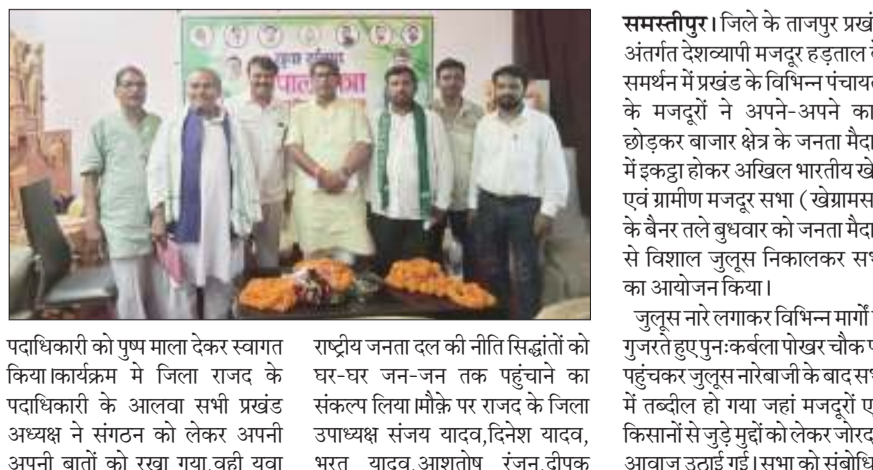 पदाधिकारी को पुष्प माला देकर स्वागत
किया।कार्यक्रम मे जिला राजद के
पदाधिकारी के आलवा सभी प्रखंड
अध्यक्ष ने संगठन को लेकर अपनी
अपनी बातों को रखा गया.वही युवा
राष्ट्रीय जनता दल की नीति सिद्धांतों को
घर-घर जन-जन तक पहुंचाने का
संकल्प लिया।मौक़े पर राजद के जिला
उपाध्यक्ष संजय यादव,दिनेश यादव,
भरत यादव,आशुतोष रंजन,दीपक
समस्तीपुर। जिले के ताजपुर
अंतर्गत देशव्यापी मजदूर हड़ताल
समर्थन में प्रखंड के विभिन्न
के मजदूरों ने अपने-अपने
छोड़कर बाजार क्षेत्र के जनता
में इकट्ठा होकर अखिल भारतीय
एवं ग्रामीण मजदूर सभा (
के बैनर तले बुधवार को जनता
से विशाल जुलूस निकालकर
का आयोजन किया।
जुलूस नारे लगाकर विभिन्न मार्गों
गुजरते हुए पुनःकर्बला पोखर चौक
पहुंचकर जुलूस नारेबाजी के बाद
में तब्दील हो गया जहां मजदूरों
किसानों से जुड़े मुद्दों को लेकर
आवाज उठाई गई। सभा को